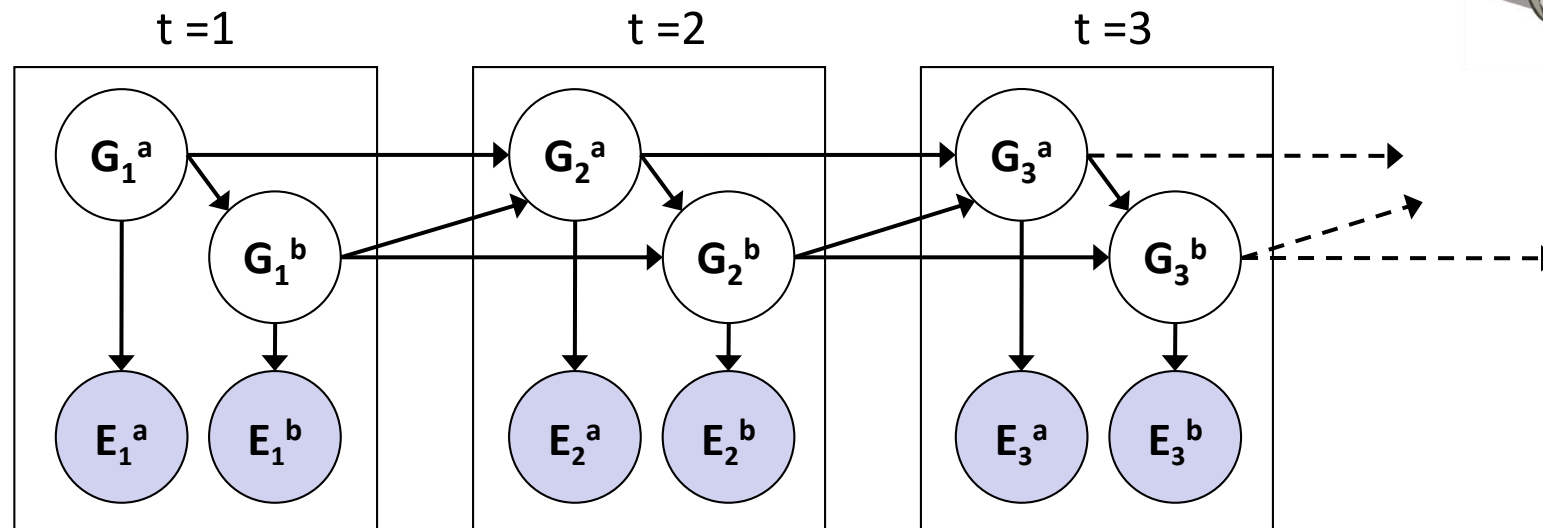 t =1 t =2 t =3
G₁ᵃ G₂ᵃ G₃ᵃ
G₁ᵇ G₂ᵇ G₃ᵇ
E₁ᵃ E₁ᵇ E₂ᵃ E₂ᵇ E₃ᵃ E₃ᵇ